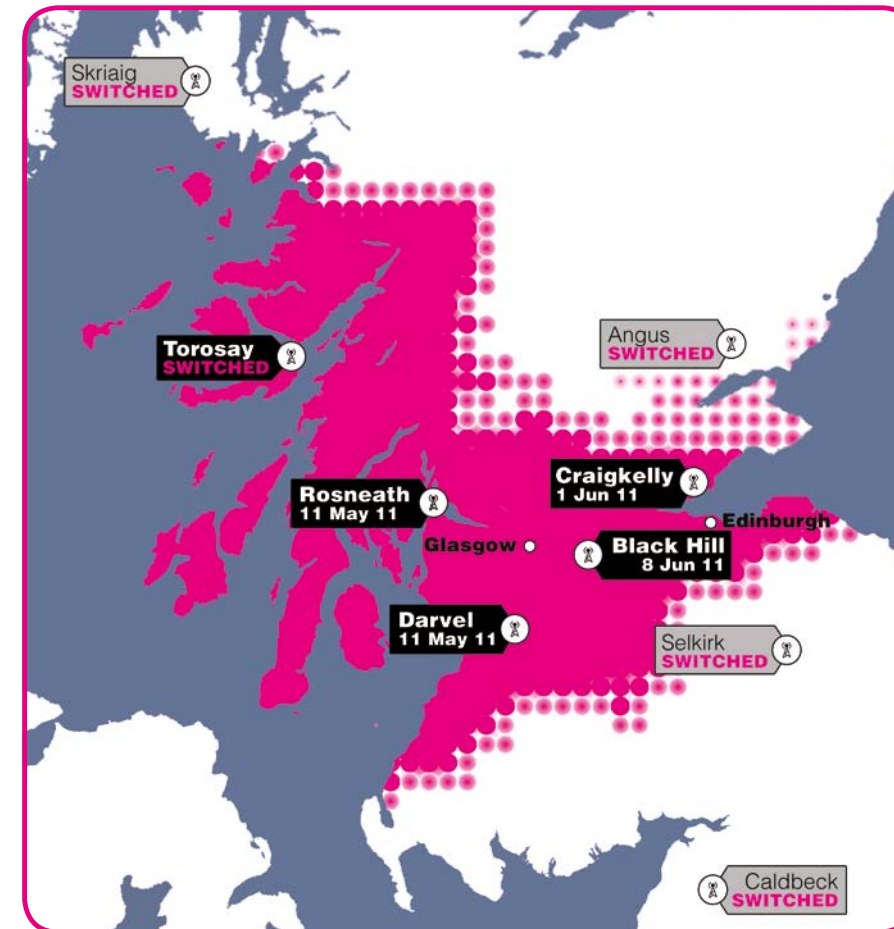 Skriaig
SWITCHED
Angus
SWITCHED
Torosay
SWITCHED
Craigkelly
1 Jun 11
Rosneath
11 May 11
Edinburgh
Glasgow
Black Hill
8 Jun 11
Darvel
11 May 11
Selkirk
SWITCHED
Caldbeck
SWITCHED